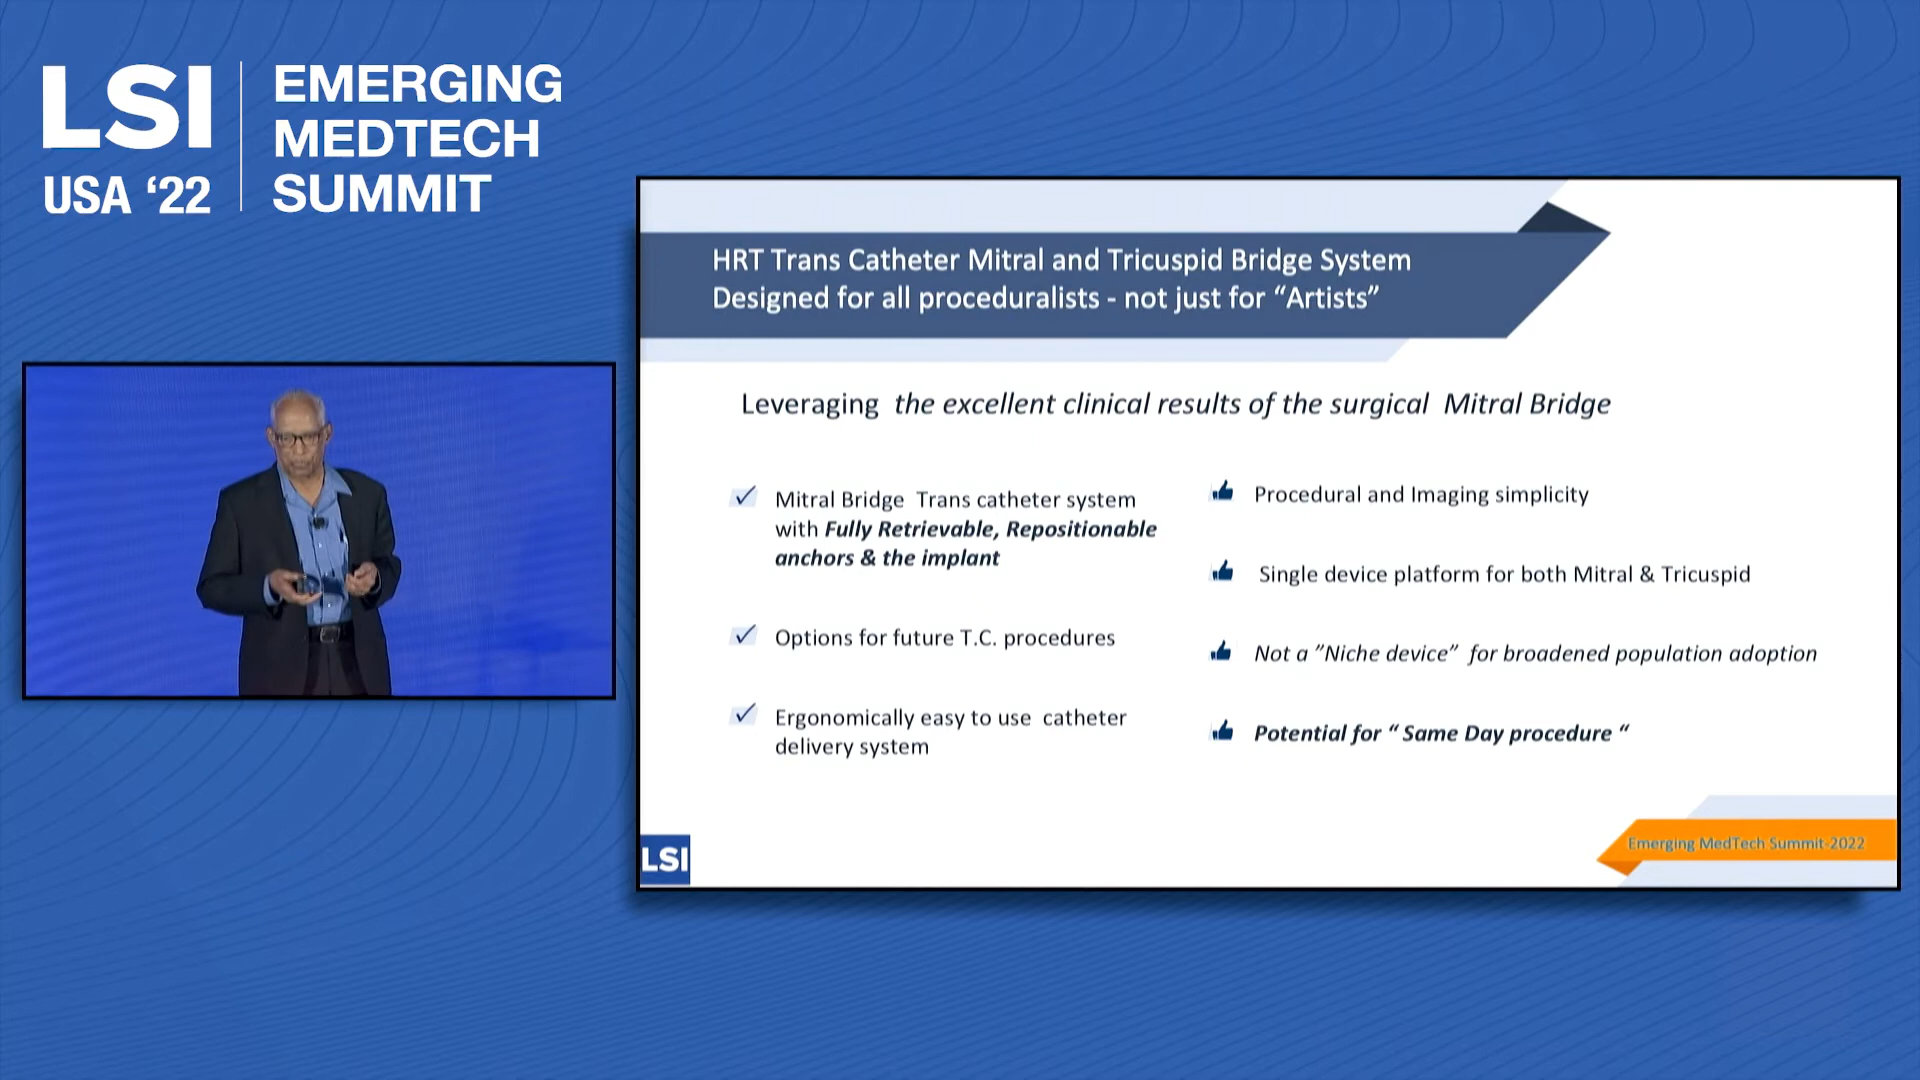 LSI
USA ‘22
EMERGING
MEDTECH
SUMMIT
HRT Trans Catheter Mitral and Tricuspid Bridge System
Designed for all proceduralists - not just for “Artists”
Leveraging the excellent clinical results of the surgical Mitral Bridge
Mitral Bridge Trans catheter system
with Fully Retrievable, Repositionable
anchors & the implant
Options for future T.C. procedures
Ergonomically easy to use catheter
delivery system
Procedural and Imaging simplicity
Single device platform for both Mitral & Tricuspid
Not a ”Niche device” for broadened population adoption
Potential for “ Same Day procedure “
LSI
Emerging MedTech Summit-2022